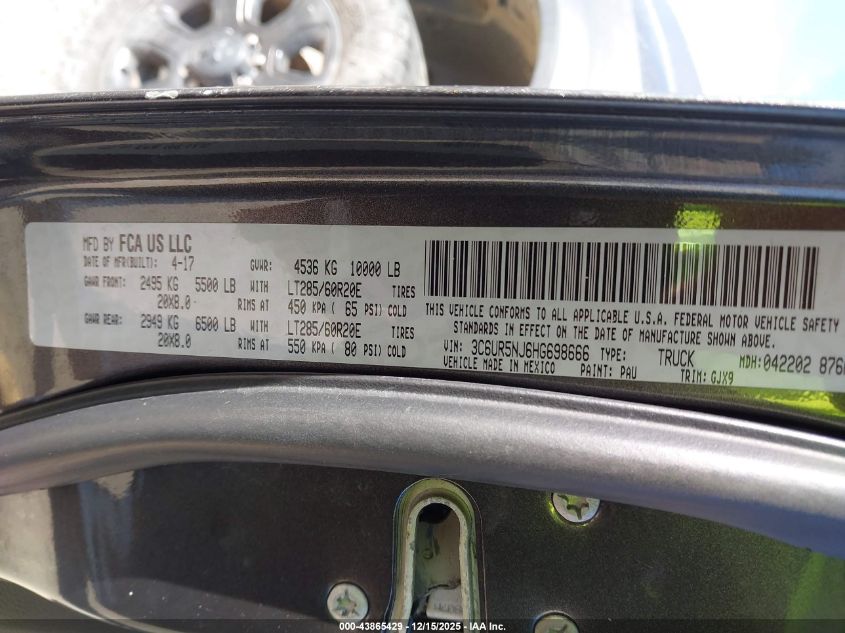 MFD BY FCA US LLC
DATE OF MFR(BUILT): 4-17 GVWR: 4536 KG 10000 LB
GAWR FRONT: 2495 KG 5500 LB WITH LT285/60R20E TIRES
20X8.0 RIMS AT 450 KPA ( 65 PSI) COLD
GAWR REAR: 2949 KG 6500 LB WITH LT285/60R20E TIRES
20X8.0 RIMS AT 550 KPA ( 80 PSI) COLD
THIS VEHICLE CONFORMS TO ALL APPLICABLE U.S.A. FEDERAL MOTOR VEHICLE SAFETY
STANDARDS IN EFFECT ON THE DATE OF MANUFACTURE SHOWN ABOVE.
VIN: 3C6UR5NJ6HG698666 TYPE: TRUCK MDH: 042202 876
VEHICLE MADE IN MEXICO PAINT: PAU TRIM: GJX9
000-43865429 - 12/15/2025 - IAA Inc.